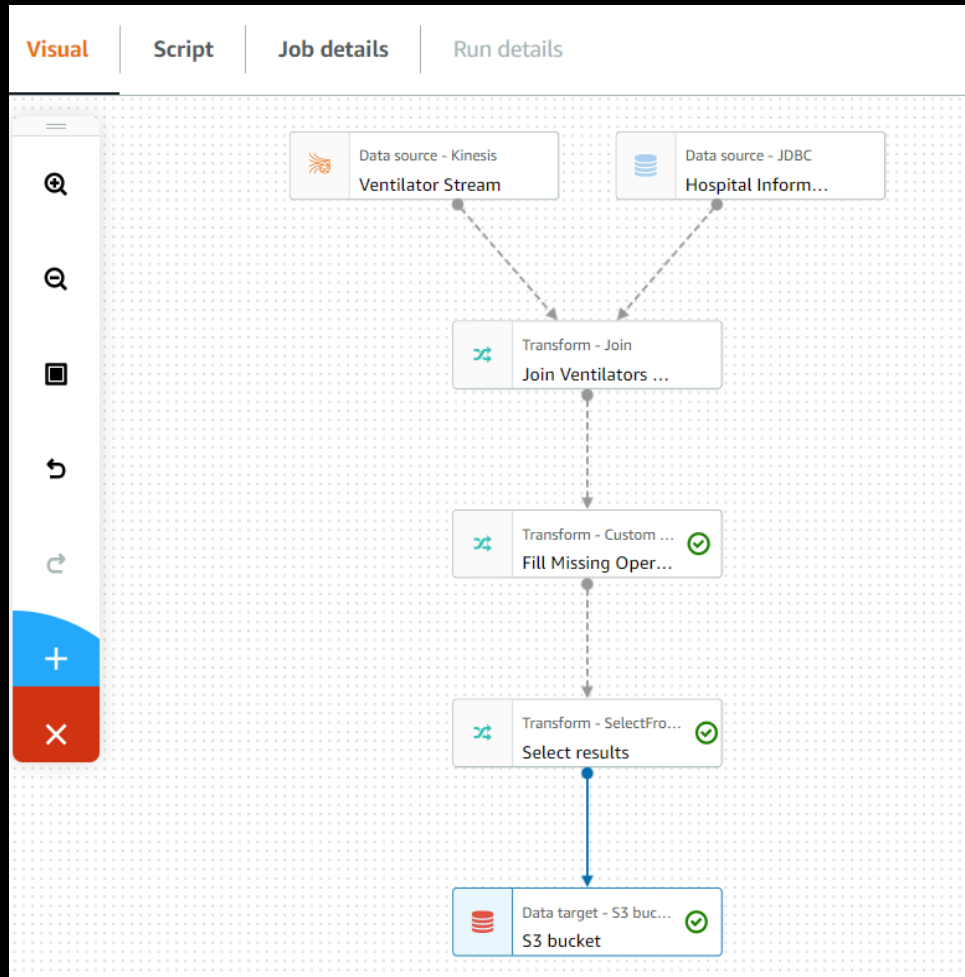 Visual
Script
Job details
Run details
Data source - Kinesis
Ventilator Stream
Data source - JDBC
Hospital Inform...
Transform - Join
Join Ventilators ...
Transform - Custom ...
Fill Missing Oper...
Transform - SelectFro...
Select results
Data target - S3 buc...
S3 bucket